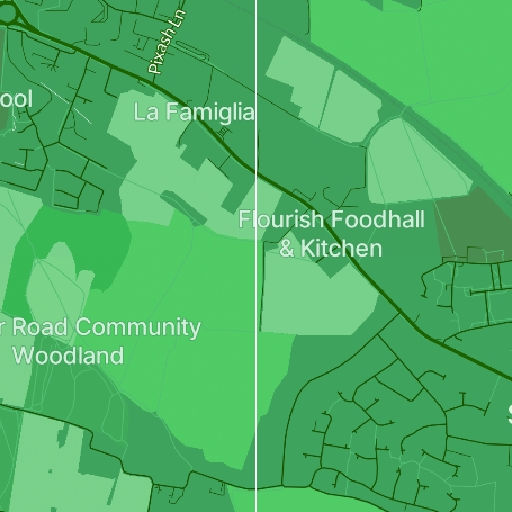 Pixash Ln
ool
La Famiglia
Flourish Foodhall
& Kitchen
r Road Community
Woodland
S